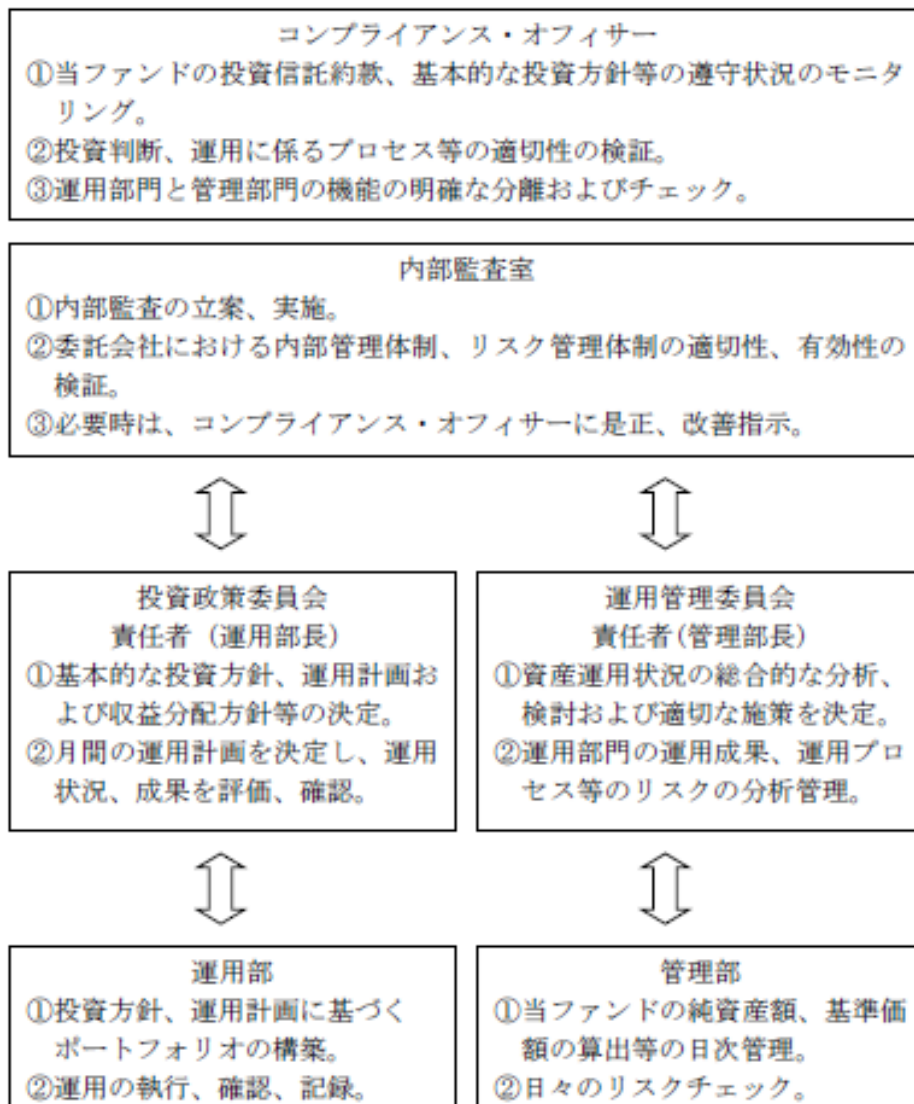 コンプライアンス・オフィサー
①当ファンドの投資信託約款、基本的な投資方針等の遵守状況のモニタ
リング。
②投資判断、運用に係るプロセス等の適切性の検証。
③運用部門と管理部門の機能の明確な分離およびチェック。
内部監査室
①内部監査の立案、実施。
②委託会社における内部管理体制、リスク管理体制の適切性、有効性の
検証。
③必要時は、コンプライアンス・オフィサーに是正、改善指示。
投資政策委員会
責任者（運用部長）
①基本的な投資方針、運用計画お
よび収益分配方針等の決定。
②月間の運用計画を決定し、運用
状況、成果を評価、確認。
運用管理委員会
責任者(管理部長)
①資産運用状況の総合的な分析、
検討および適切な施策を決定。
②運用部門の運用成果、運用プロ
セス等のリスクの分析管理。
運用部
①投資方針、運用計画に基づく
ポートフォリオの構築。
②運用の執行、確認、記録。
管理部
①当ファンドの純資産額、基準価
額の算出等の日次管理。
②日々のリスクチェック。